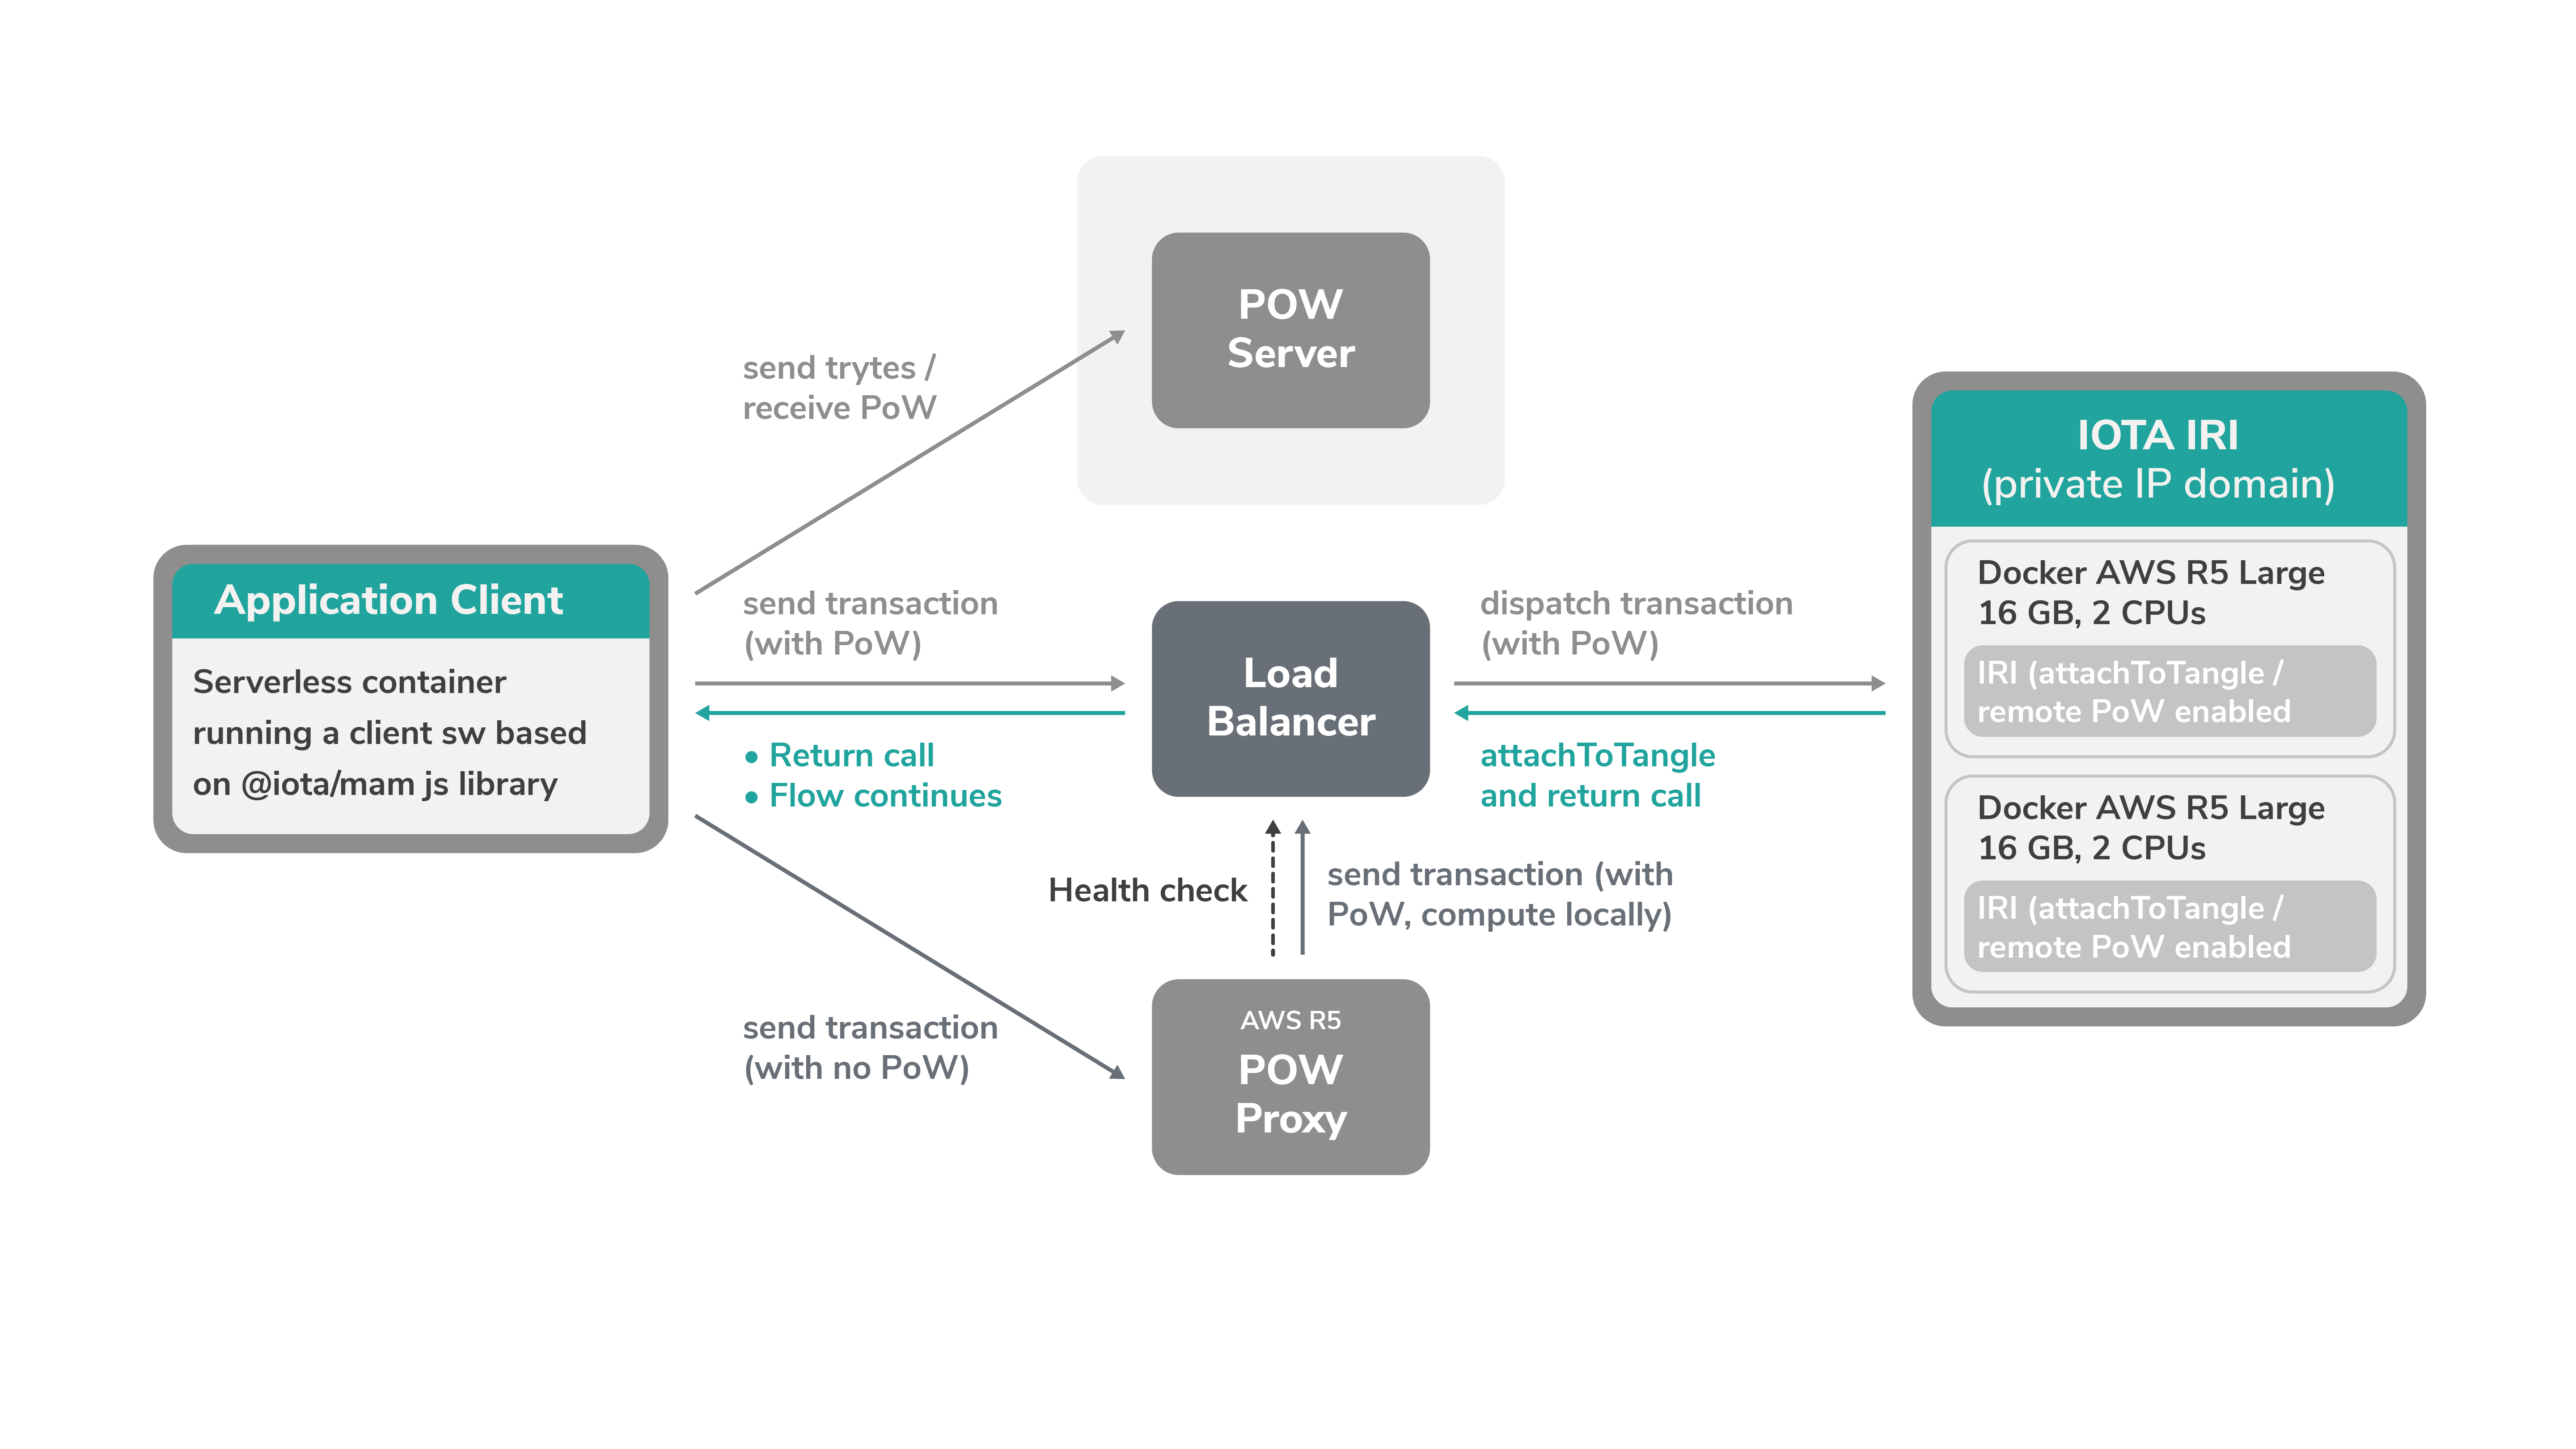 POW
Server
send trytes /
receive PoW
IOTA IRI
(private IP domain)
Application Client
Serverless container
running a client sw based
on @iota/mam js library
send transaction
(with PoW)
• Return call
• Flow continues
Load
Balancer
dispatch transaction
(with PoW)
attachToTangle
and return call
Docker AWS R5 Large
16 GB, 2 CPUs
IRI (attachToTangle /
remote PoW enabled
Docker AWS R5 Large
16 GB, 2 CPUs
IRI (attachToTangle /
remote PoW enabled
Health check
send transaction (with
PoW, compute locally)
send transaction
(with no PoW)
AWS R5
POW
Proxy